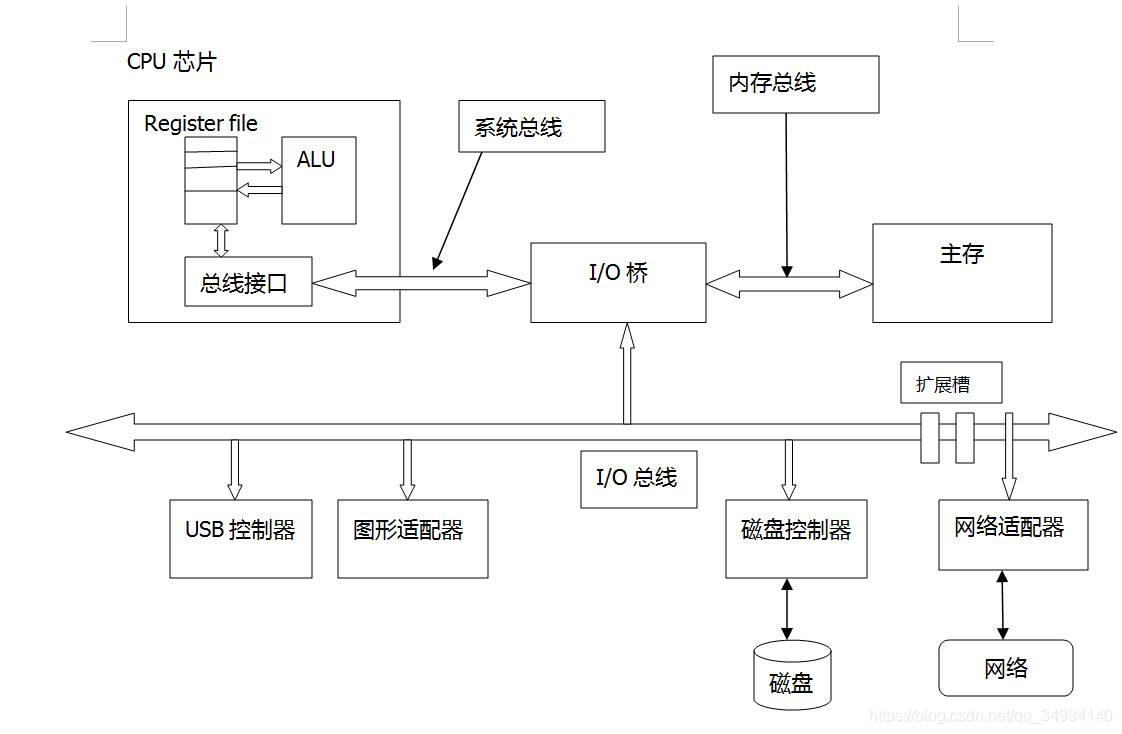 CPU 芯片
内存总线
Register file
系统总线
ALU
主存
I/O 桥
总线接口
扩展槽
I/O 总线
USB 控制器
图形适配器
磁盘控制器
网络适配器
磁盘
网络
https://blog.csdn.net/qq_34934140